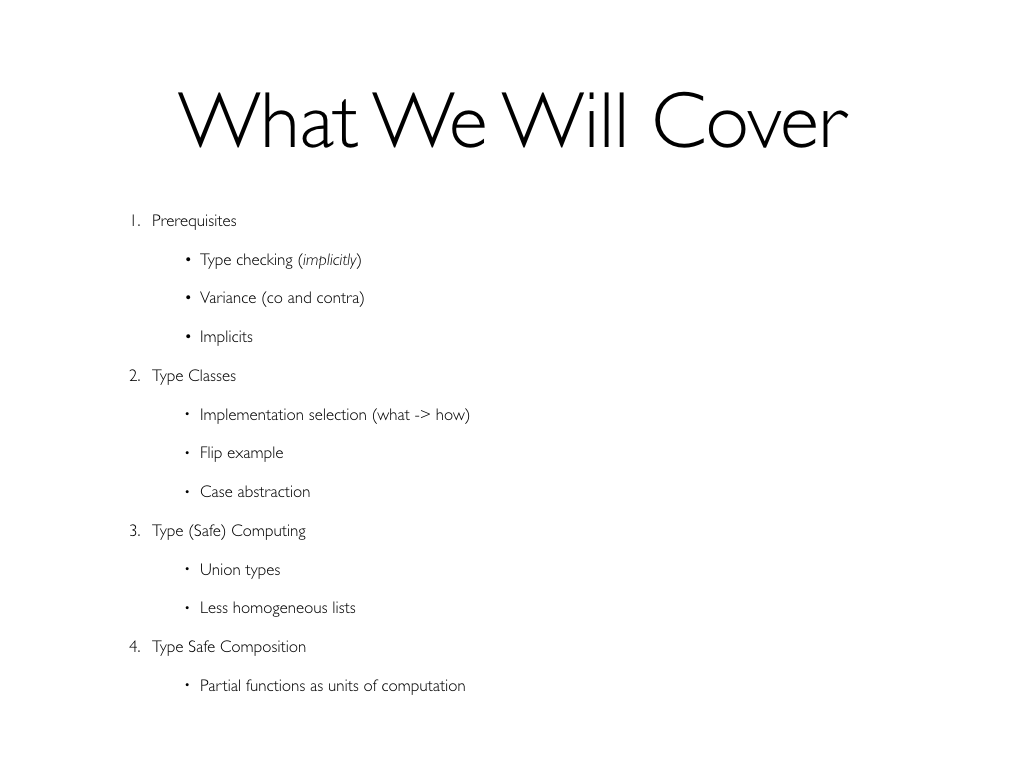 What We Will Cover
1. Prerequisites
• Type checking (implicitly)
• Variance (co and contra)
• Implicits
2. Type Classes
• Implementation selection (what -> how)
• Flip example
• Case abstraction
3. Type (Safe) Computing
• Union types
• Less homogeneous lists
4. Type Safe Composition
• Partial functions as units of computation